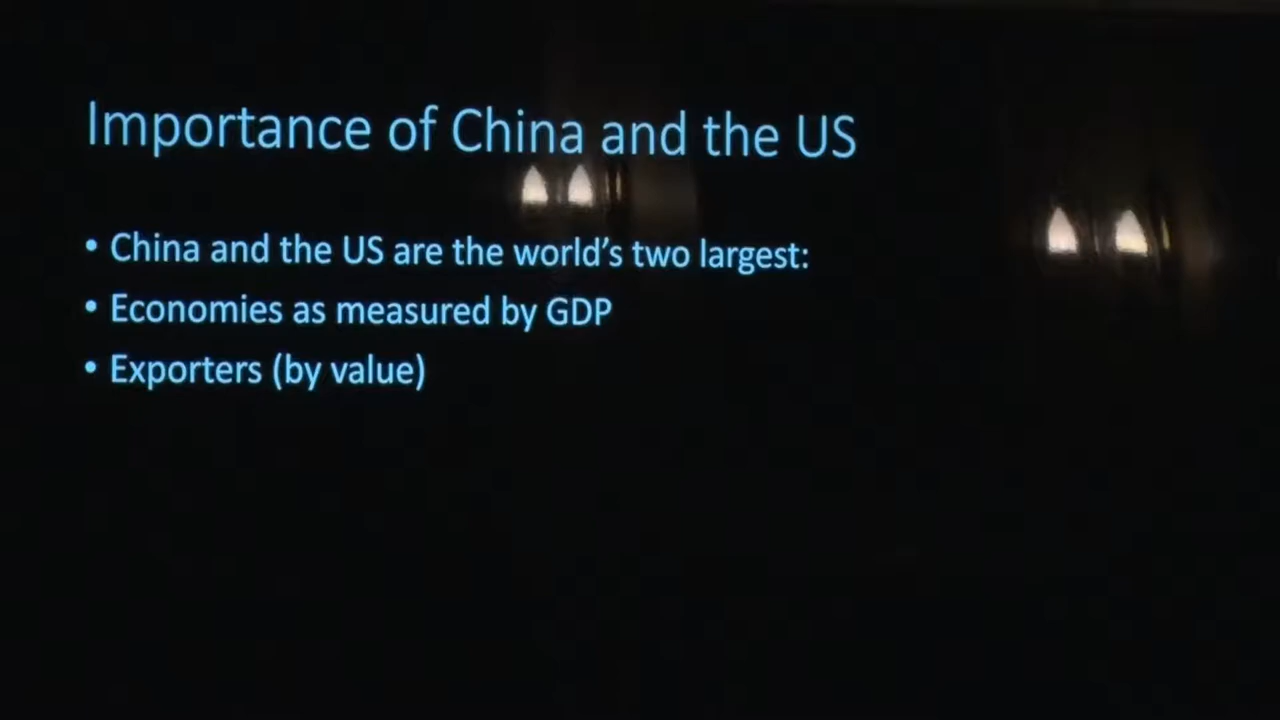 Importance of China and the US
• China and the US are the world’s two largest:
• Economies as measured by GDP
• Exporters (by value)